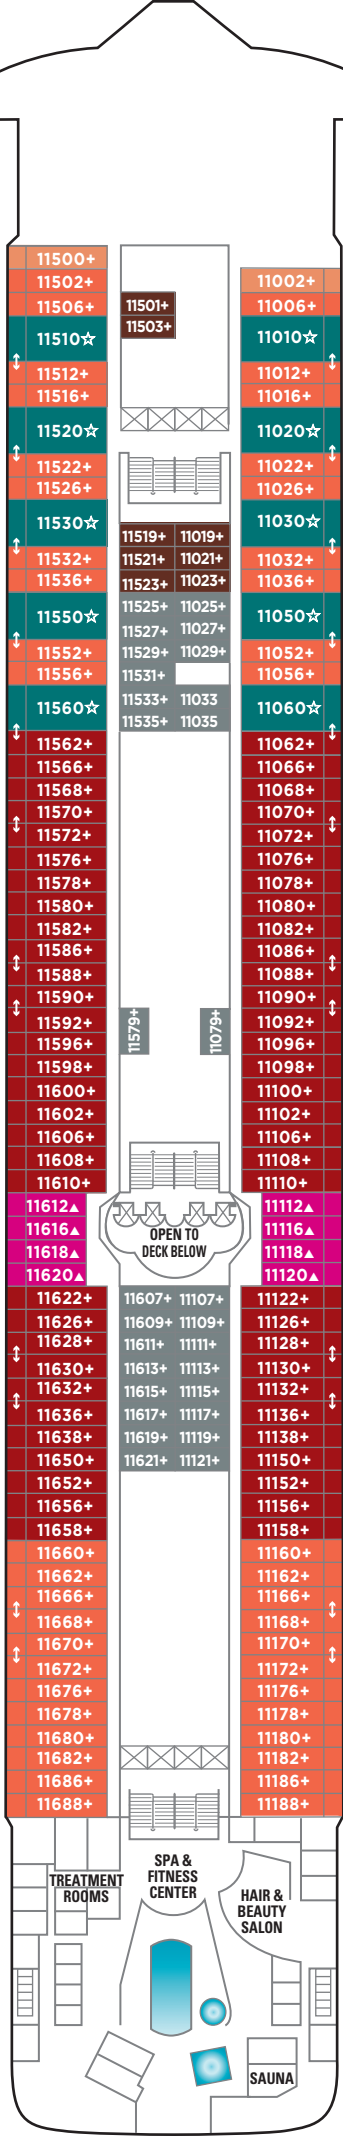 11500+
11502+ 11002+
11506+ 11501+ 11006+
11503+
11510☆ 11010☆
11512+ 11012+
11516+ 11016+
11520☆ 11020☆
11522+ 11022+
11526+ 11026+
11530☆ 11030☆
11519+ 11019+
11532+ 11521+ 11021+ 11032+
11536+ 11523+ 11023+ 11036+
11525+ 11025+
11550☆ 11527+ 11027+ 11050☆
11552+ 11529+ 11029+ 11052+
11556+ 11531+ 11056+
11560☆ 11533+ 11033 11060☆
11535+ 11035
11562+ 11062+
11566+ 11066+
11568+ 11068+
11570+ 11070+
11572+ 11072+
11576+ 11076+
11578+ 11078+
11580+ 11080+
11582+ 11082+
11586+ 11086+
11588+ 11088+
11590+ 11090+
11592+ 11579+ 11079+ 11092+
11596+ 11096+
11598+ 11098+
11600+ 11100+
11602+ 11102+
11606+ 11106+
11608+ 11108+
11610+ 11110+
11612▲ 11112▲
11616▲ OPEN TO 11116▲
11618▲ DECK BELOW 11118▲
11620▲ 11120▲
11622+ 11607+ 11107+ 11122+
11626+ 11609+ 11109+ 11126+
11628+ 11611+ 11111+ 11128+
11630+ 11613+ 11113+ 11130+
11632+ 11615+ 11115+ 11132+
11636+ 11617+ 11117+ 11136+
11638+ 11619+ 11119+ 11138+
11650+ 11621+ 11121+ 11150+
11652+ 11152+
11656+ 11156+
11658+ 11158+
11660+ 11160+
11662+ 11162+
11666+ 11166+
11668+ 11168+
11670+ 11170+
11672+ 11172+
11676+ 11176+
11678+ 11178+
11680+ 11180+
11682+ 11182+
11686+ 11186+
11688+ 11188+
SPA &
FITNESS
CENTER
TREATMENT
ROOMS
HAIR &
BEAUTY
SALON
SAUNA